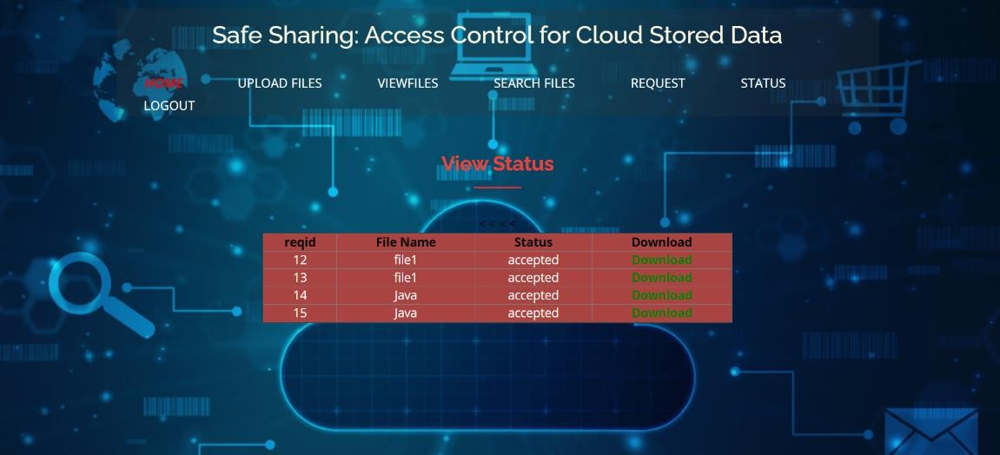 Safe Sharing: Access Control for Cloud Stored Data
HOME UPLOAD FILES VIEWFILES SEARCH FILES REQUEST STATUS
LOGOUT
View Status
< < < <
reqid File Name Status Download
12 file1 accepted Download
13 file1 accepted Download
14 Java accepted Download
15 Java accepted Download